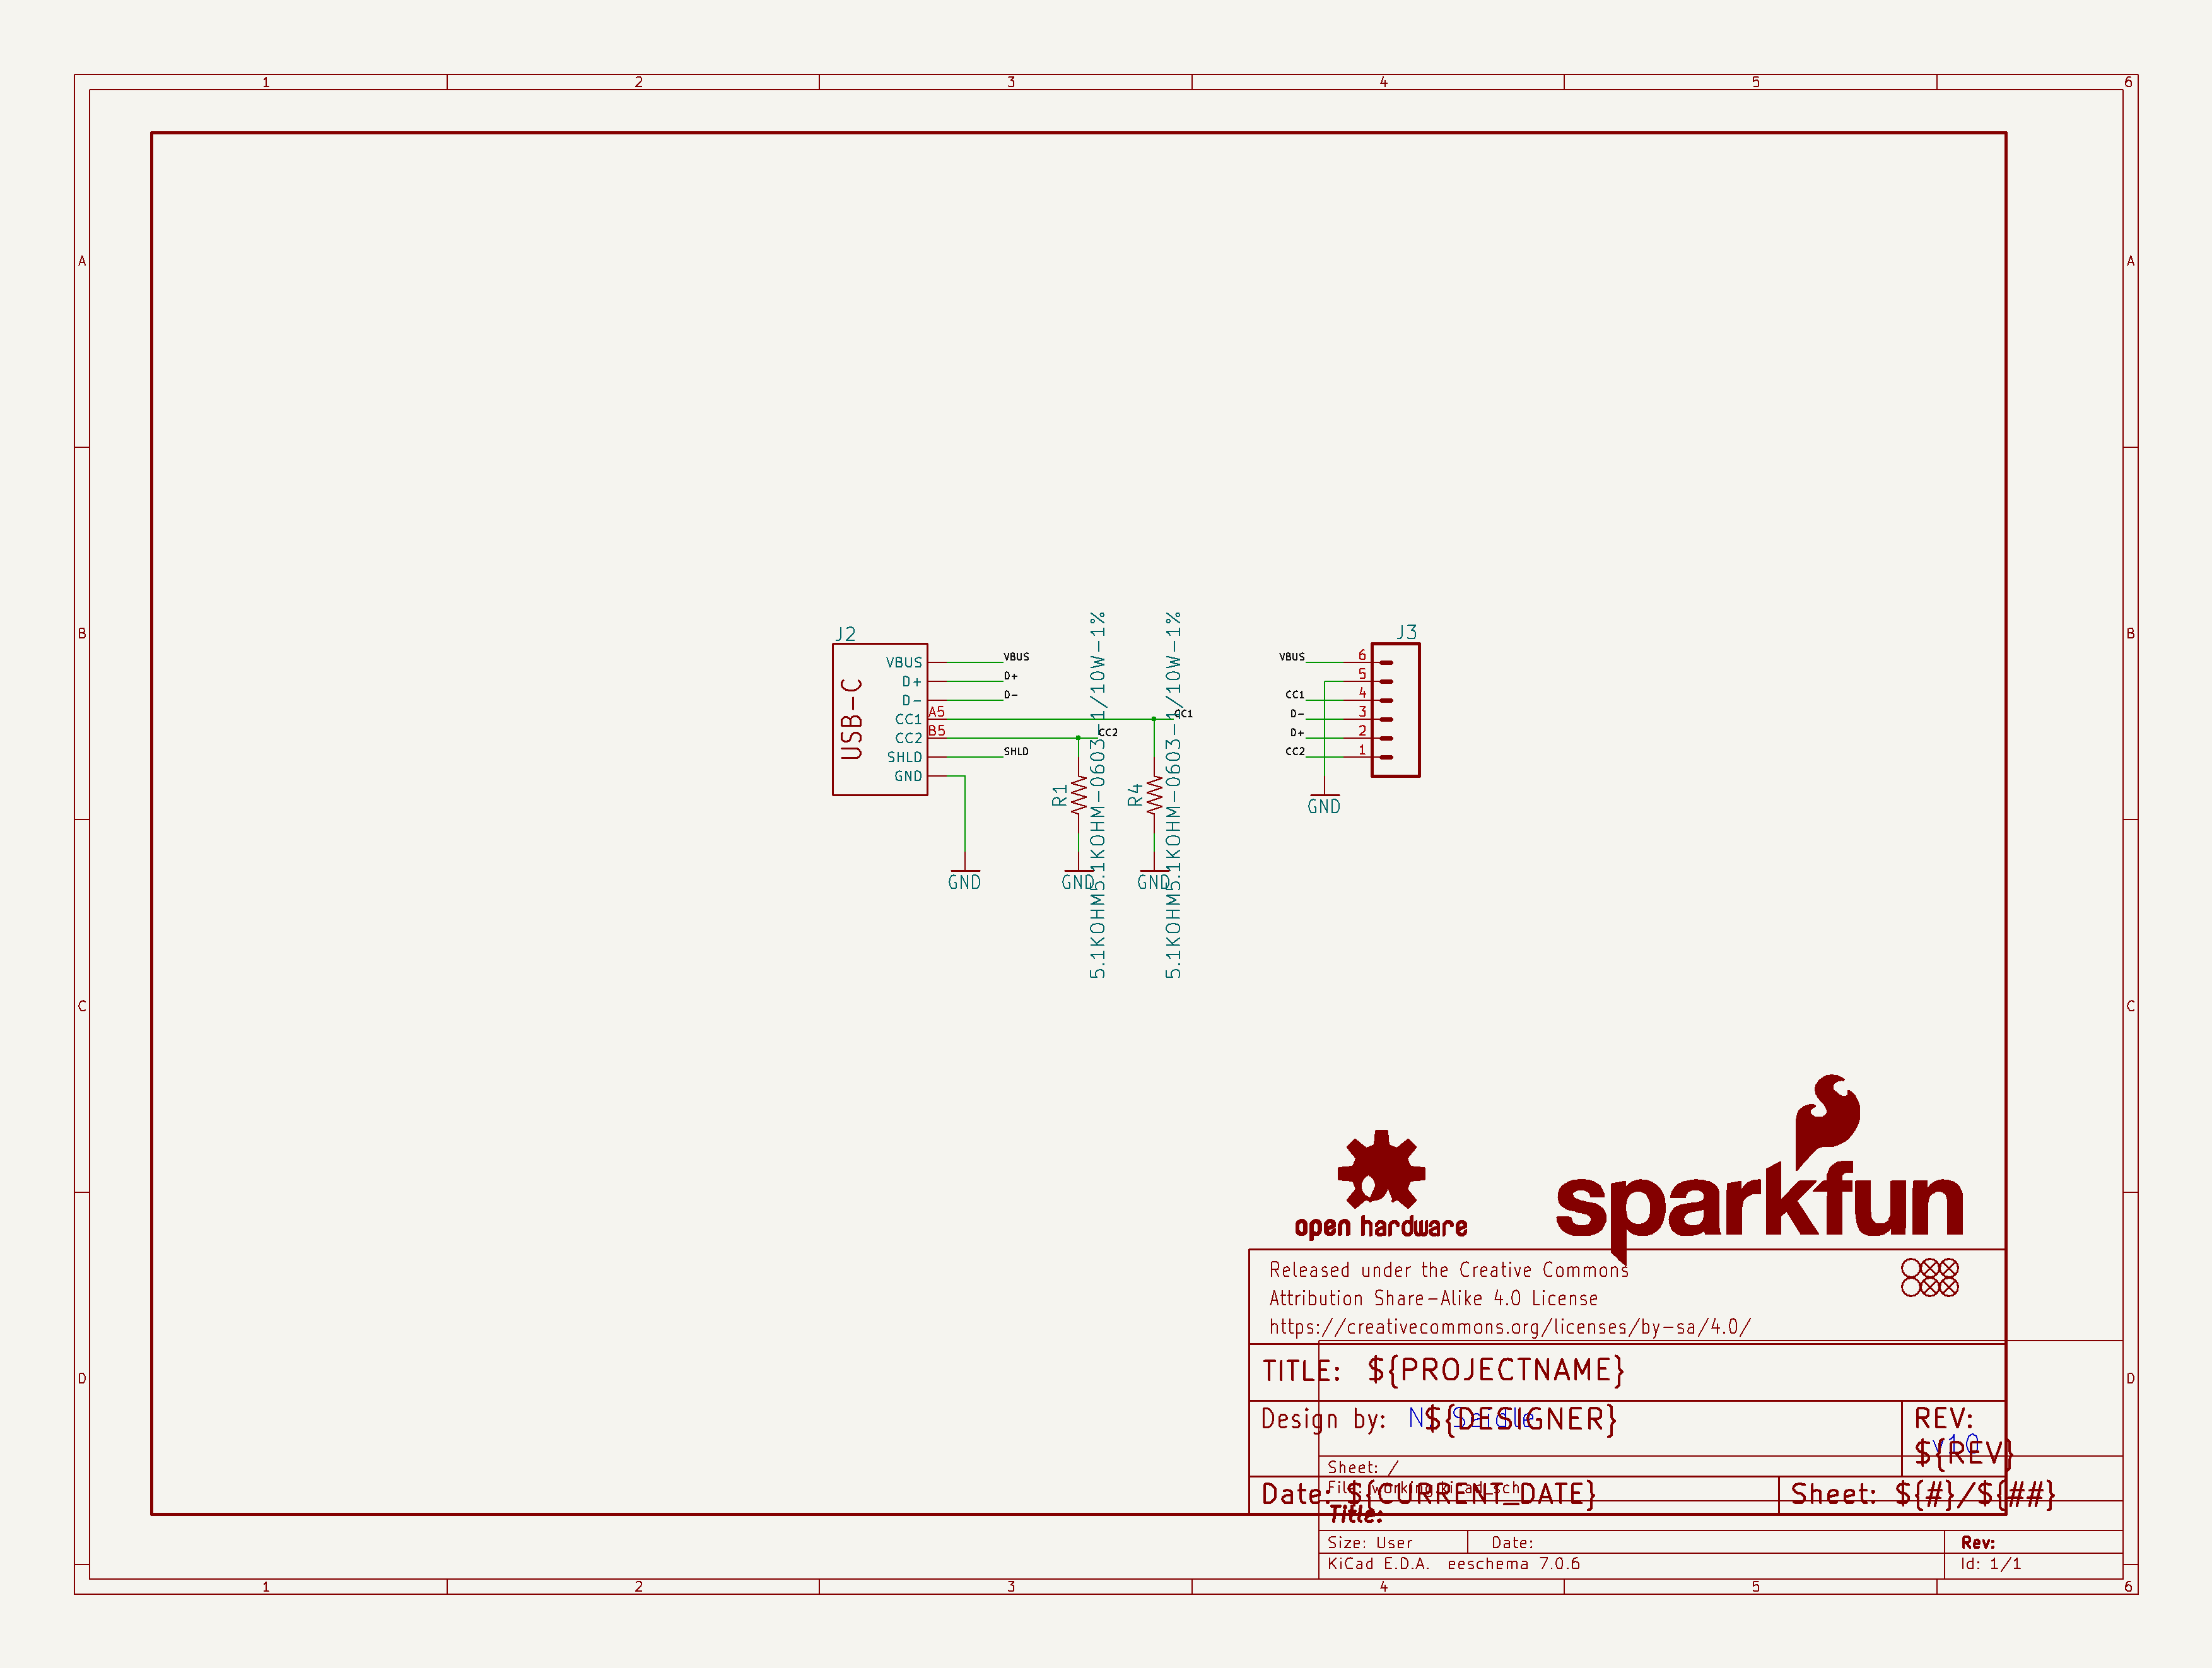 1 2 3 4 5 6
A A
B B
C C
D D
J2
USB-C
VBUS
D+
D-
CC1
CC2
SHLD
GND
A5
B5
VBUS
D+
D-
CC1
CC2
SHLD
GND
R1
5.1KOHM5.1KOHM-0603-1/10W-1%
GND
R4
5.1KOHM5.1KOHM-0603-1/10W-1%
GND
J3
VBUS 6
5
CC1 4
D- 3
D+ 2
CC2 1
GND
open hardware
sparkfun
Released under the Creative Commons
Attribution Share-Alike 4.0 License
https://creativecommons.org/licenses/by-sa/4.0/
TITLE: ${PROJECTNAME}
Design by: ${DESIGNER}
REV:
${REV}
v10
Sheet: /
File: working.kicad_sch
Date: ${CURRENT_DATE}
Sheet: ${#}/${##}
Title:
Size: User Date: Rev:
KiCad E.D.A. eeschema 7.0.6 Id: 1/1
1 2 3 4 5 6